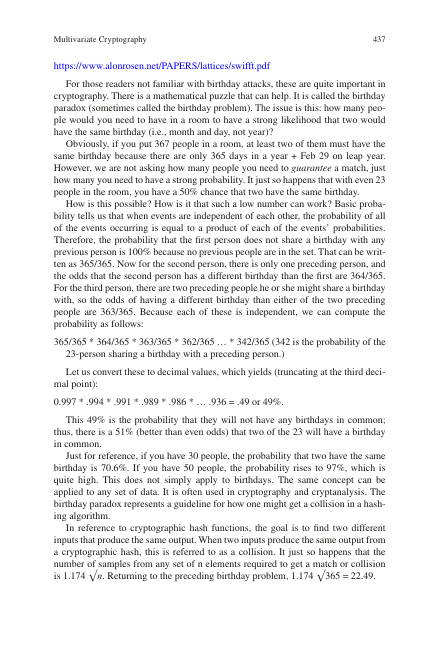 Multivariate Cryptography 437
https://www.alonrosen.net/PAPERS/lattices/swifft.pdf
For those readers not familiar with birthday attacks, these are quite important in
cryptography. There is a mathematical puzzle that can help. It is called the birthday
paradox (sometimes called the birthday problem). The issue is this: how many peo-
ple would you need to have in a room to have a strong likelihood that two would
have the same birthday (i.e., month and day, not year)?
Obviously, if you put 367 people in a room, at least two of them must have the
same birthday because there are only 365 days in a year + Feb 29 on leap year.
However, we are not asking how many people you need to guarantee a match, just
how many you need to have a strong probability. It just so happens that with even 23
people in the room, you have a 50% chance that two have the same birthday.
How is this possible? How is it that such a low number can work? Basic proba-
bility tells us that when events are independent of each other, the probability of all
of the events occurring is equal to a product of each of the events' probabilities.
Therefore, the probability that the first person does not share a birthday with any
previous person is 100% because no previous people are in the set. That can be writ-
ten as 365/365. Now for the second person, there is only one preceding person, and
the odds that the second person has a different birthday than the first are 364/365.
For the third person, there are two preceding people he or she might share a birthday
with, so the odds of having a different birthday than either of the two preceding
people are 363/365. Because each of these is independent, we can compute the
probability as follows:
365/365 * 364/365 * 363/365 * 362/365 … * 342/365 (342 is the probability of the
23-person sharing a birthday with a preceding person.)
Let us convert these to decimal values, which yields (truncating at the third deci-
mal point):
0.997 * .994 * .991 * .989 * .986 * … .936 = .49 or 49%.
This 49% is the probability that they will not have any birthdays in common;
thus, there is a 51% (better than even odds) that two of the 23 will have a birthday
in common.
Just for reference, if you have 30 people, the probability that two have the same
birthday is 70.6%. If you have 50 people, the probability rises to 97%, which is
quite high. This does not simply apply to birthdays. The same concept can be
applied to any set of data. It is often used in cryptography and cryptanalysis. The
birthday paradox represents a guideline for how one might get a collision in a hash-
ing algorithm.
In reference to cryptographic hash functions, the goal is to find two different
inputs that produce the same output. When two inputs produce the same output from
a cryptographic hash, this is referred to as a collision. It just so happens that the
number of samples from any set of n elements required to get a match or collision
is 1.174 √n. Returning to the preceding birthday problem, 1.174 √365 = 22.49.